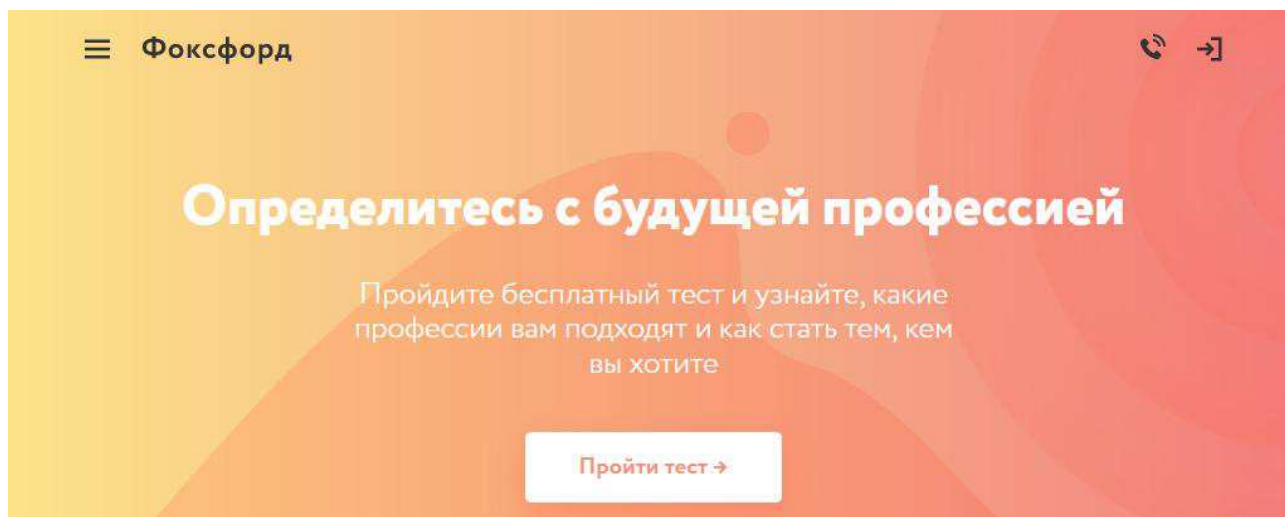 Фоксфорд
Определитесь с будущей профессией
Пройдите бесплатный тест и узнайте, какие
профессии вам подходят и как стать тем, кем
вы хотите
Пройти тест →